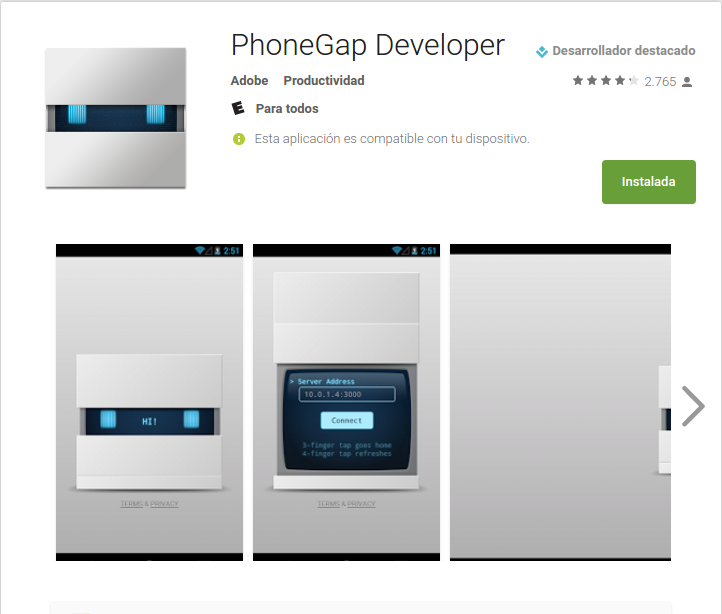 PhoneGap Developer
Desarrollador destacado
Adobe Productividad
2.765
E Para todos
Esta aplicación es compatible con tu dispositivo.
Instalada
2:51
HI!
TERMS & PRIVACY
2:51
> Server Address
10.0.1.4:3000
Connect
3-finger tap goes home
4-finger tap refreshes
TERMS & PRIVACY